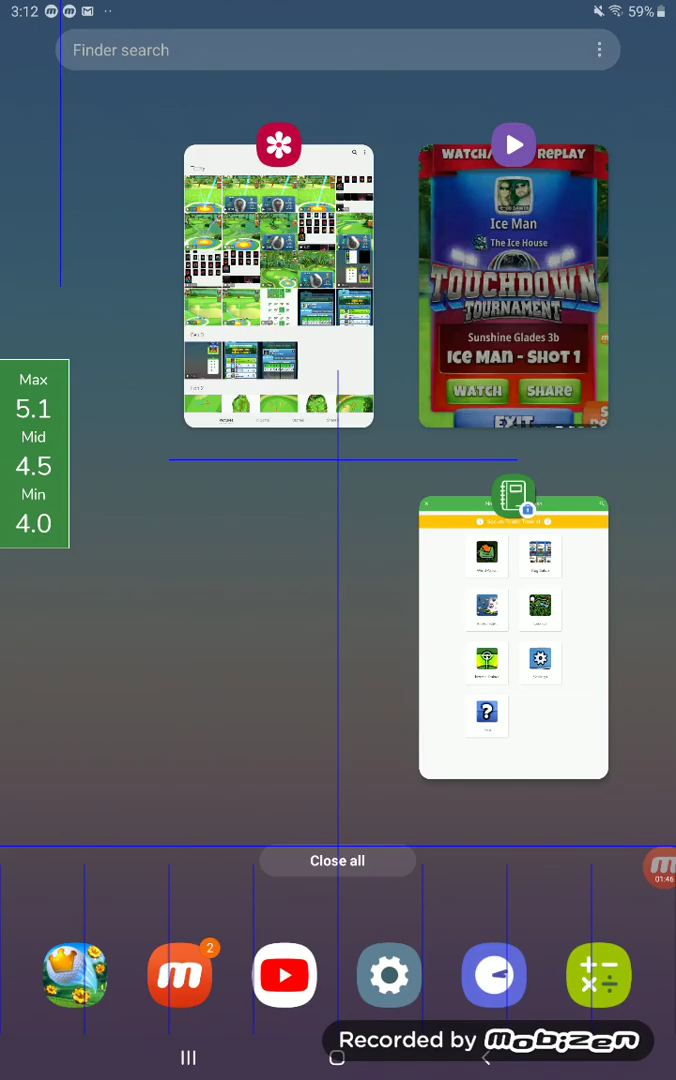 3:12
59%
Finder search
WATCH
REPLAY
Ice Man
The Ice House
TOUCHDOWN
TOURNAMENT
Sunshine Glades 3b
ICE MAN - SHOT 1
WATCH
SHARE
EXIT
Max
5.1
Mid
4.5
Min
4.0
Close all
01:46
2
Recorded by mobizen